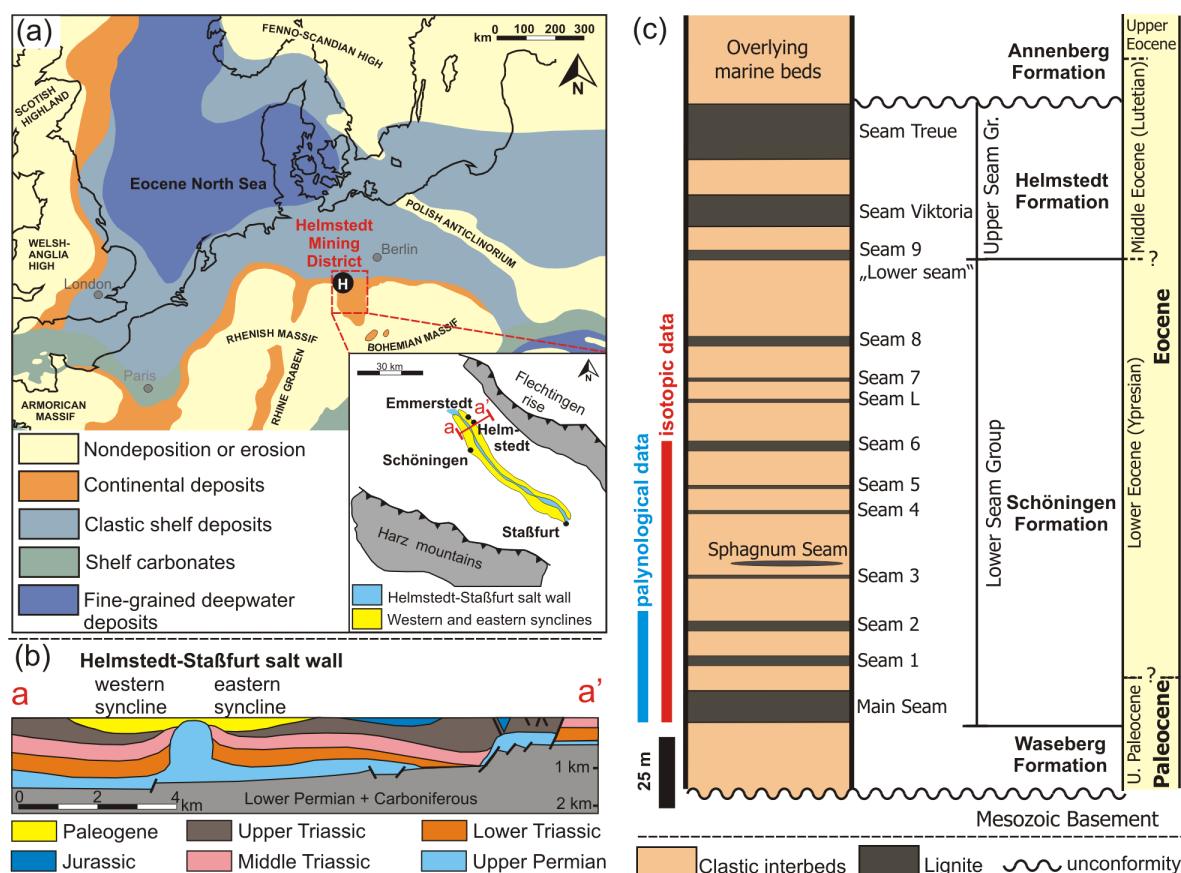 (a)
km
0 100 200 300
N
FENNO-SCANDIAN HIGH
SCOTISH
HIGHLAND
Eocene North Sea
POLISH ANTICLINORIUM
WELSH-
ANGLIA
HIGH
London
Helmstedt
Mining
District
Berlin
H
RHENISH MASSIF
BOHEMIAN MASSIF
Paris
RHINE GRABEN
ARMORICAN
MASSIF
Nondeposition or erosion
Continental deposits
Clastic shelf deposits
Shelf carbonates
Fine-grained deepwater
deposits
30 km
N
Flechtingen
rise
Emmerstedt
a'
a
Helm-
stedt
Schöningen
Staßfurt
Harz mountains
Helmstedt-Staßfurt salt wall
Western and eastern synclines
(b)
Helmstedt-Staßfurt salt wall
a
western
syncline
eastern
syncline
a'
1 km
2 km
0 2 4
km
Lower Permian + Carboniferous
Paleogene
Upper Triassic
Lower Triassic
Jurassic
Middle Triassic
Upper Permian
(c)
Overlying
marine beds
Annenberg
Formation
Upper
Eocene
Seam Treue
Seam Viktoria
Seam 9
„Lower seam“
Upper Seam Gr.
Helmstedt
Formation
Middle Eocene (Lutetian)
?
Eocene
Seam 8
Seam 7
Seam L
Seam 6
Seam 5
Seam 4
Sphagnum Seam
Seam 3
Seam 2
Seam 1
Main Seam
Lower Seam Group
Schöningen
Formation
Lower Eocene (Ypresian)
?
palynological data
isotopic data
25 m
Waseberg
Formation
U. Paleocene
Paleocene
Mesozoic Basement
Clastic interbeds
Lignite
unconformity